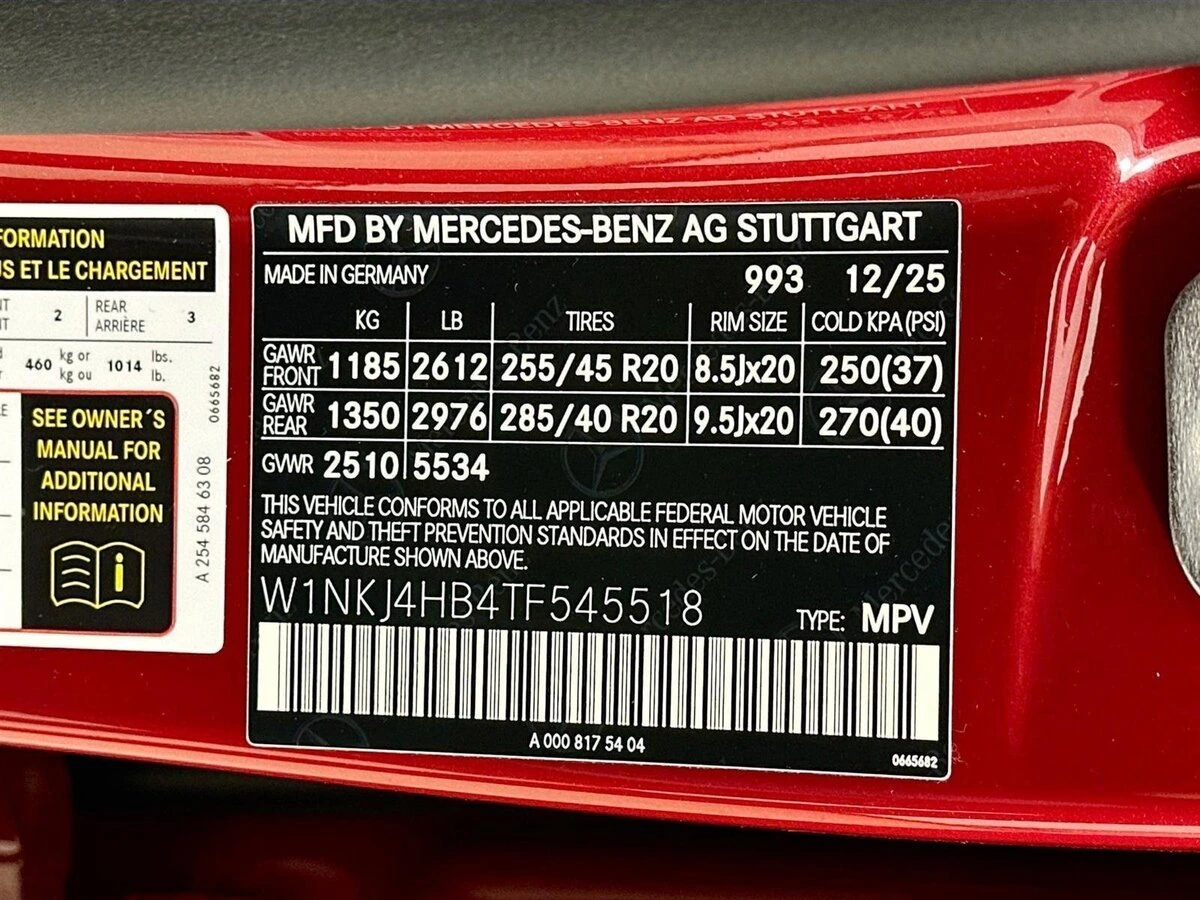 FORMATION
S ET LE CHARGEMENT
2 REAR ARRIÈRE 3
460 kg or kg ou 1014 lbs. lb.
SEE OWNER´S
MANUAL FOR
ADDITIONAL
INFORMATION
0665682
A 254 584 63 08
MFD BY MERCEDES-BENZ AG STUTTGART
MADE IN GERMANY 993 12/25
KG LB TIRES RIM SIZE COLD KPA(PSI)
GAWR FRONT 1185 2612 255/45 R20 8.5Jx20 250(37)
GAWR REAR 1350 2976 285/40 R20 9.5Jx20 270(40)
GVWR 2510 5534
THIS VEHICLE CONFORMS TO ALL APPLICABLE FEDERAL MOTOR VEHICLE
SAFETY AND THEFT PREVENTION STANDARDS IN EFFECT ON THE DATE OF
MANUFACTURE SHOWN ABOVE.
W1NKJ4HB4TF545518 TYPE: MPV
A 000 817 54 04
0665682